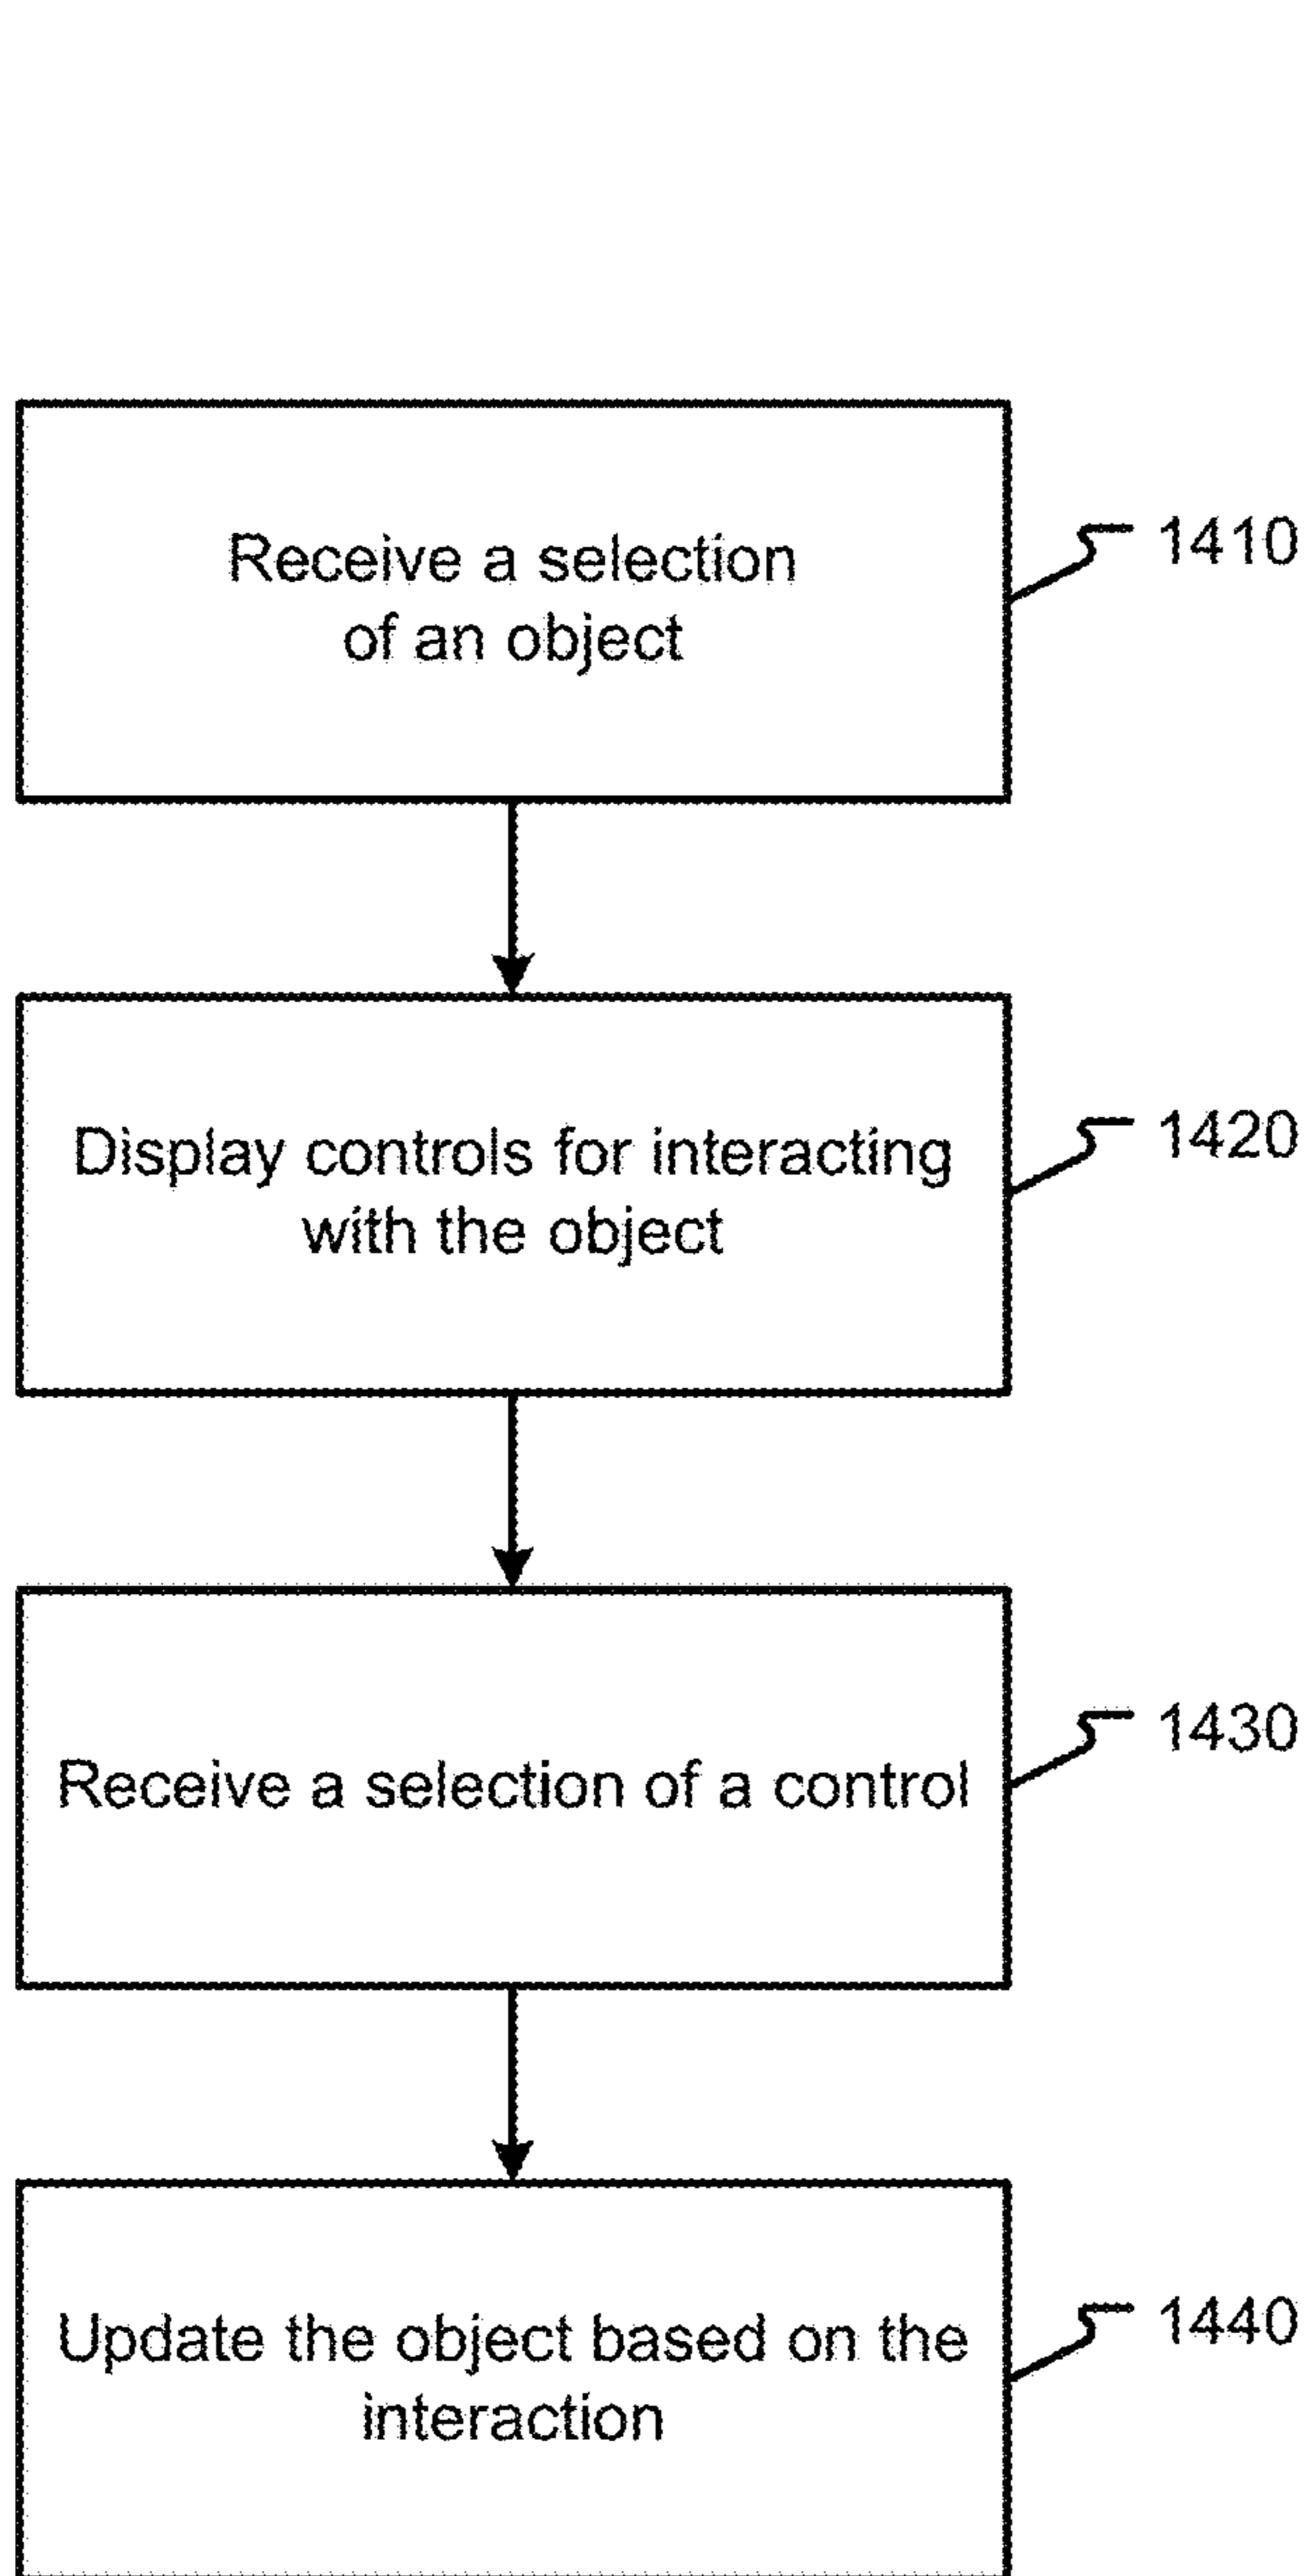 Receive a selection
of an object
1410
Display controls for interacting
with the object
1420
Receive a selection of a control
1430
Update the object based on the
interaction
1440